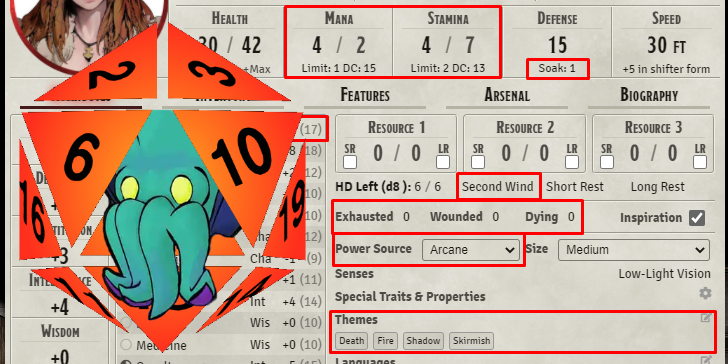 HEALTH MANA STAMINA DEFENSE SPEED
30 / 42 4 / 2 4 / 7 15 30 FT
+Max Limit: 1 DC: 15 Limit: 2 DC: 13 Soak: 1 +5 in shifter form
2 3
FEATURES ARSENAL BIOGRAPHY
(17) RESOURCE 1 RESOURCE 2 RESOURCE 3
(18) SR 0 / 0 LR SR 0 / 0 LR SR 0 / 0 LR
6 10
HD Left (d8 ): 6 / 6 Second Wind Short Rest Long Rest
16 19
Exhausted 0 Wounded 0 Dying 0 Inspiration
Cha
Power Source Arcane Size Medium
+3 Cha (9)
Senses Low-Light Vision
+1 (11)
Special Traits & Properties
+4 Int +4 (14)
Wis +0 (10) Themes
WISDOM Death Fire Shadow Skirmish
Medicine Wis +0 (10)
+0
Languages